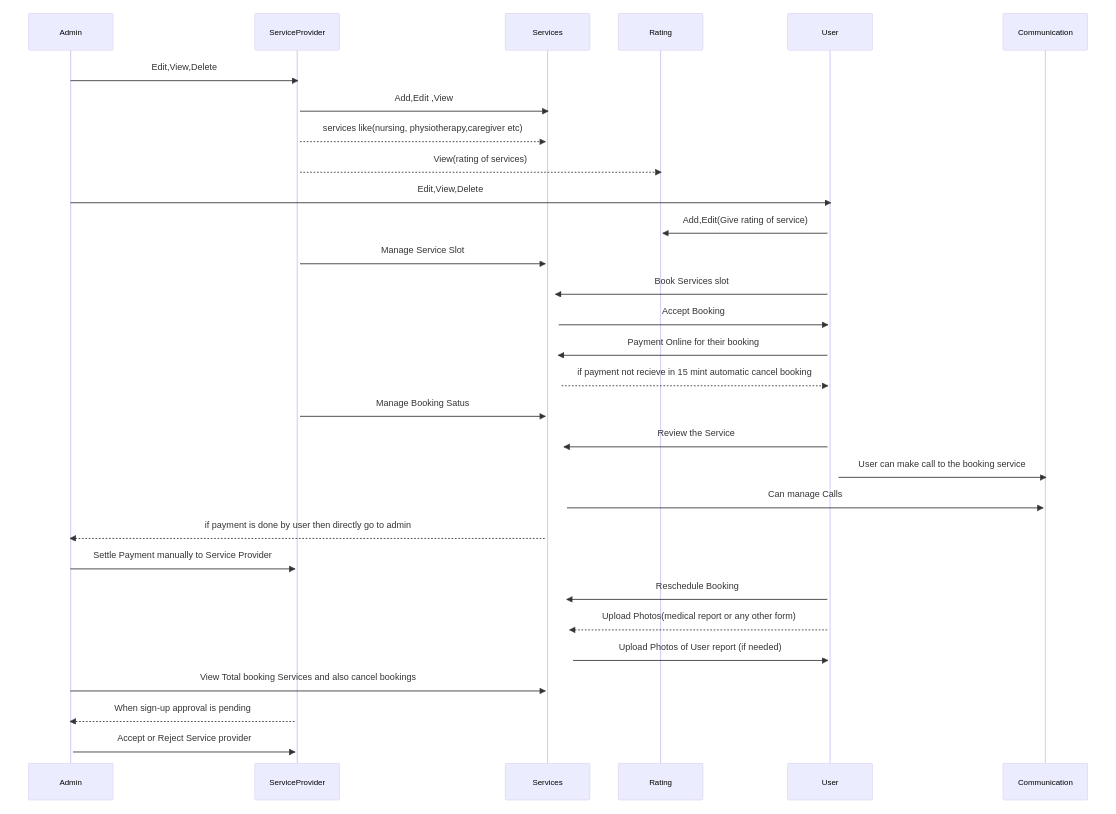 Admin
ServiceProvider
Services
Rating
User
Communication
Edit,View,Delete
Add,Edit ,View
services like(nursing, physiotherapy,caregiver etc)
View(rating of services)
Edit,View,Delete
Add,Edit(Give rating of service)
Manage Service Slot
Book Services slot
Accept Booking
Payment Online for their booking
if payment not recieve in 15 mint automatic cancel booking
Manage Booking Satus
Review the Service
User can make call to the booking service
Can manage Calls
if payment is done by user then directly go to admin
Settle Payment manually to Service Provider
Reschedule Booking
Upload Photos(medical report or any other form)
Upload Photos of User report (if needed)
View Total booking Services and also cancel bookings
When sign-up approval is pending
Accept or Reject Service provider
Admin
ServiceProvider
Services
Rating
User
Communication